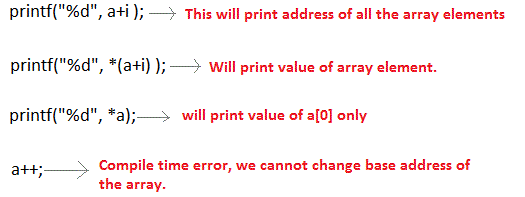 printf("%d", a+i ); → This will print address of all the array elements
printf("%d", *(a+i) ); → Will print value of array element.
printf("%d", *a); → will print value of a[0] only
a++; → Compile time error, we cannot change base address of
the array.